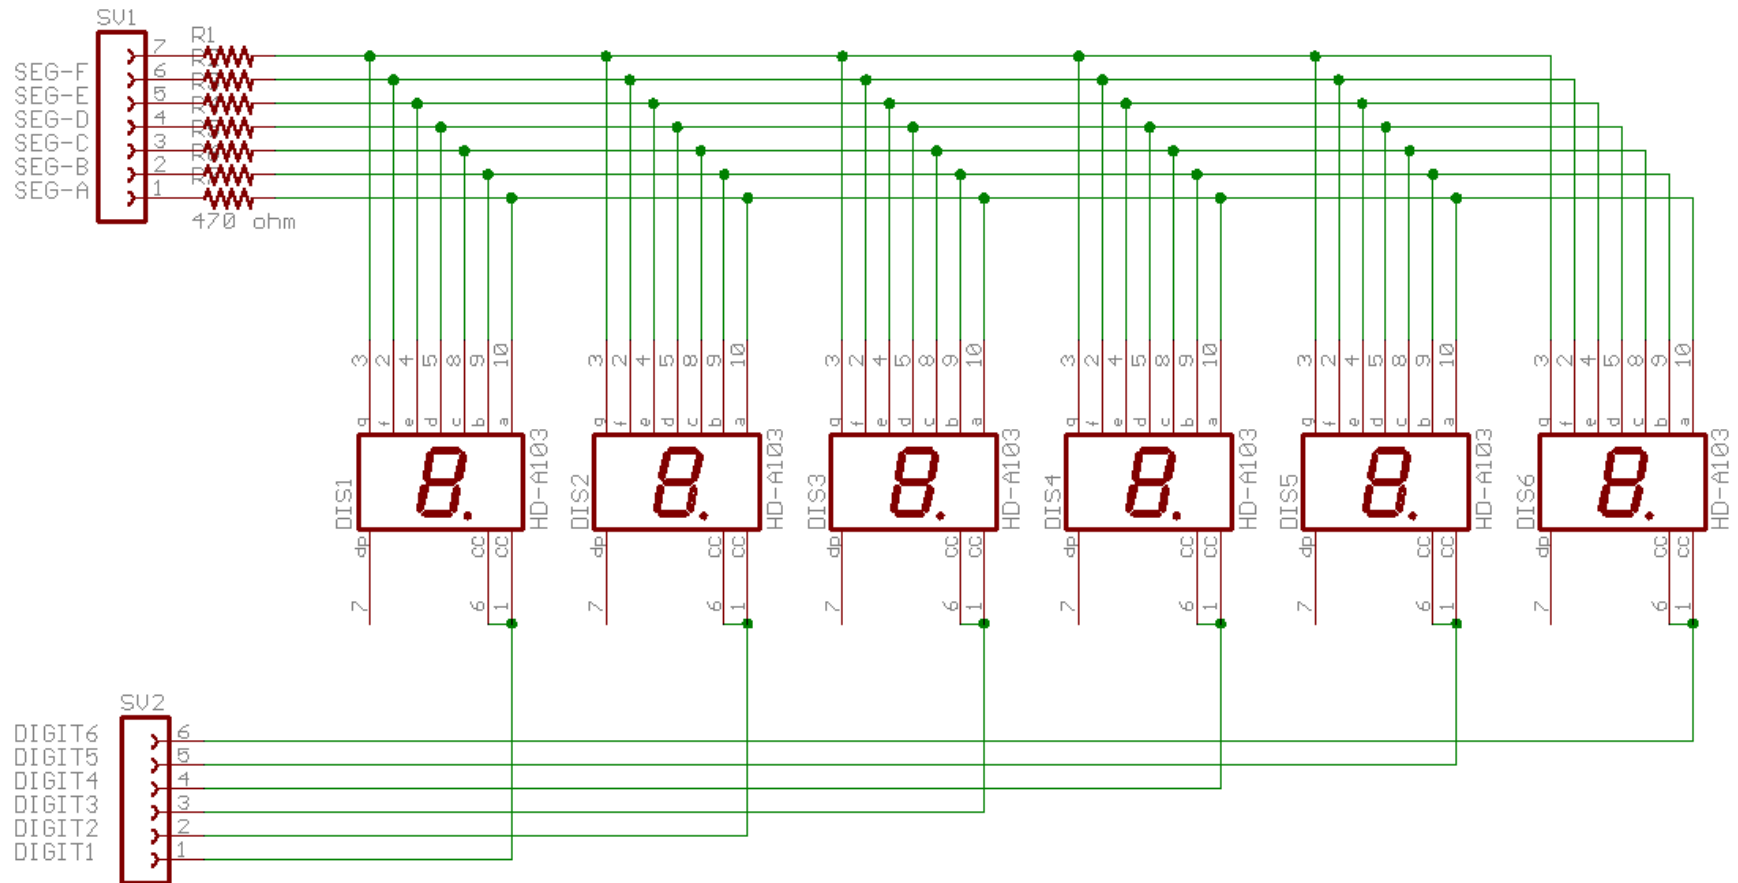 SV1
R1
7
SEG-F 6
SEG-E 5
SEG-D 4
SEG-C 3
SEG-B 2
SEG-A 1
470 ohm
3 2 4 5 8 9 10
3 2 4 5 8 9 10
3 2 4 5 8 9 10
3 2 4 5 8 9 10
3 2 4 5 8 9 10
3 2 4 5 8 9 10
g f e d c b a
g f e d c b a
g f e d c b a
g f e d c b a
g f e d c b a
g f e d c b a
DIS1 8. HD-A103
DIS2 8. HD-A103
DIS3 8. HD-A103
DIS4 8. HD-A103
DIS5 8. HD-A103
DIS6 8. HD-A103
dp cc cc
dp cc cc
dp cc cc
dp cc cc
dp cc cc
dp cc cc
7 6 1
7 6 1
7 6 1
7 6 1
7 6 1
7 6 1
SV2
DIGIT6 6
DIGIT5 5
DIGIT4 4
DIGIT3 3
DIGIT2 2
DIGIT1 1